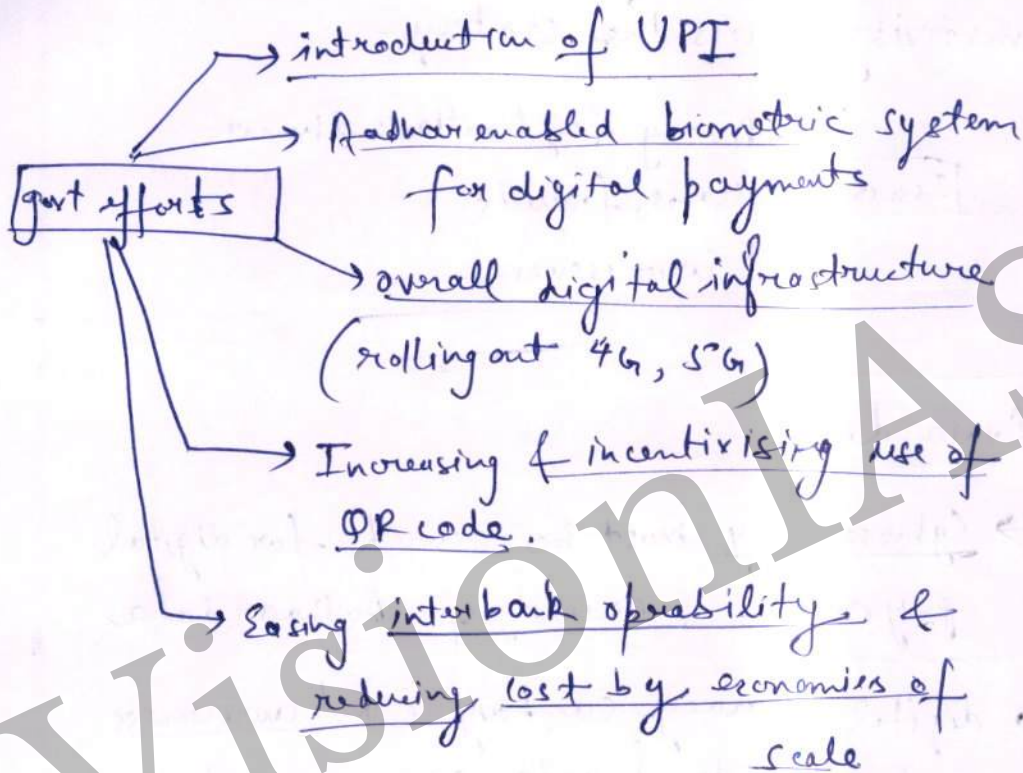 introduction of UPI
Aadhar enabled biometric system
for digital payments
govt efforts
overall digital infrastructure
(rolling out 4G, 5G)
Increasing & incentivising use of
QR code.
Easing interbank operability &
reducing cost by economies of
scale
VisionIAS